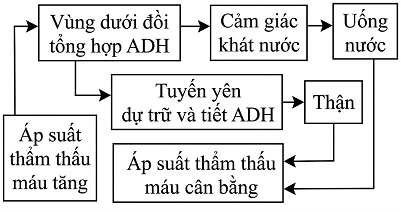 Vùng dưới đồi
tổng hợp ADH
Cảm giác
khát nước
Uống
nước
Tuyến yên
dự trữ và tiết ADH
Thận
Áp suất
thẩm thấu
máu tăng
Áp suất thẩm thấu
máu cân bằng